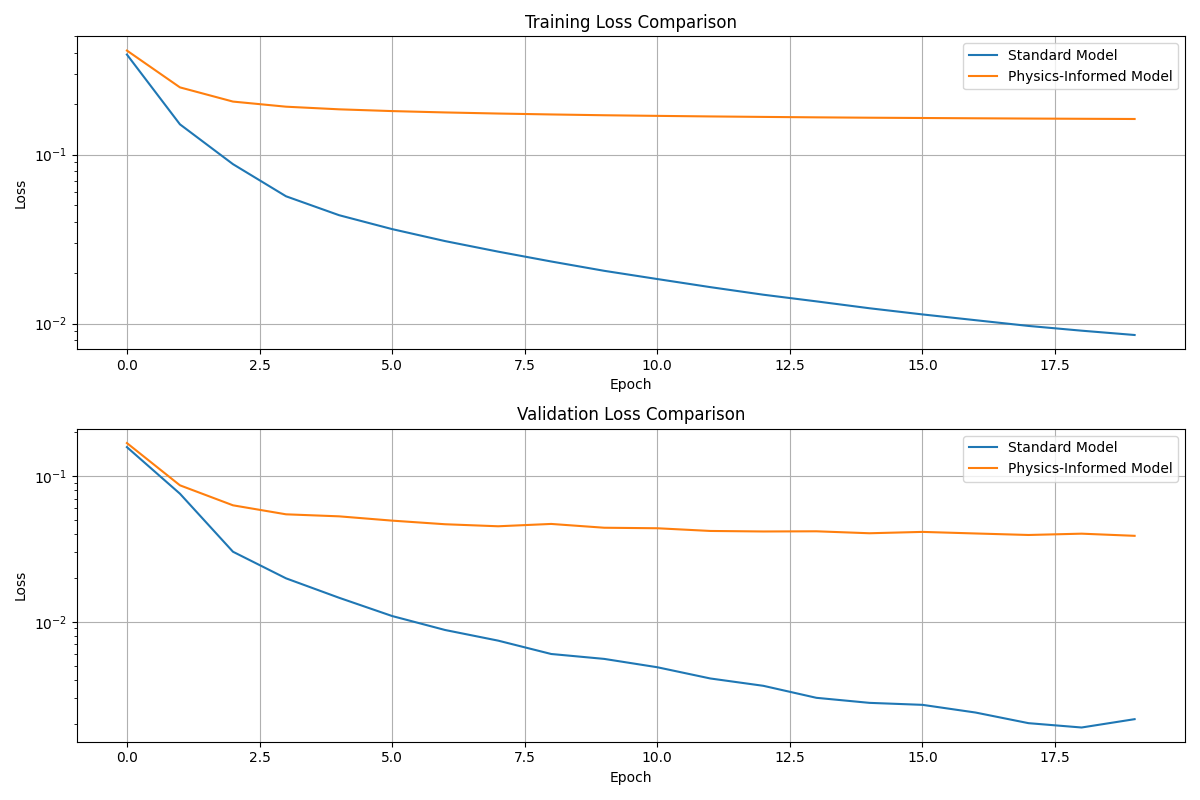 Training Loss Comparison
Standard Model
Physics-Informed Model
10⁻¹
10⁻²
Loss
0.0 2.5 5.0 7.5 10.0 12.5 15.0 17.5
Epoch
Validation Loss Comparison
Standard Model
Physics-Informed Model
10⁻¹
10⁻²
Loss
0.0 2.5 5.0 7.5 10.0 12.5 15.0 17.5
Epoch